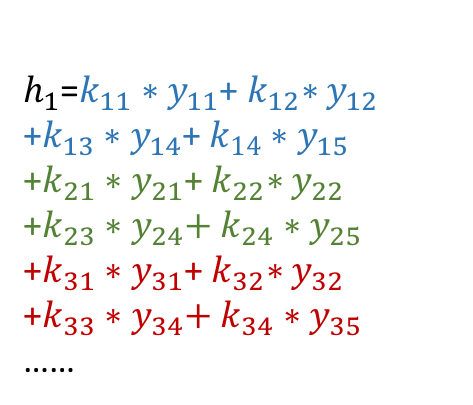 h₁=k₁₁ * y₁₁+ k₁₂* y₁₂
+k₁₃ * y₁₄+ k₁₄ * y₁₅
+k₂₁ * y₂₁+ k₂₂* y₂₂
+k₂₃ * y₂₄+ k₂₄ * y₂₅
+k₃₁ * y₃₁+ k₃₂* y₃₂
+k₃₃ * y₃₄+ k₃₄ * y₃₅
......